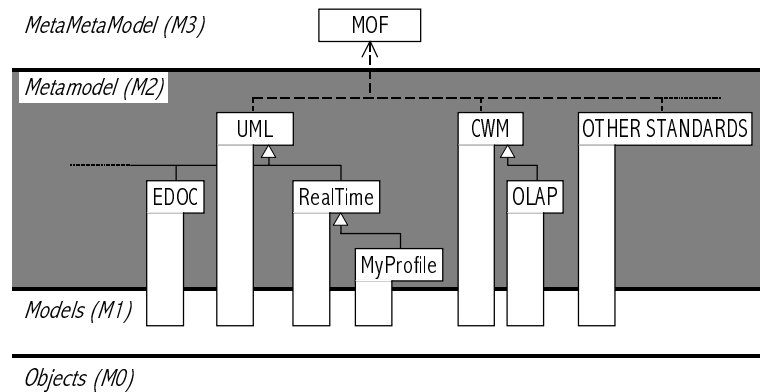 MetaMetaModel (M3)
MOF
Metamodel (M2)
UML
CWM
OTHER STANDARDS
EDOC
RealTime
OLAP
MyProfile
Models (M1)
Objects (M0)